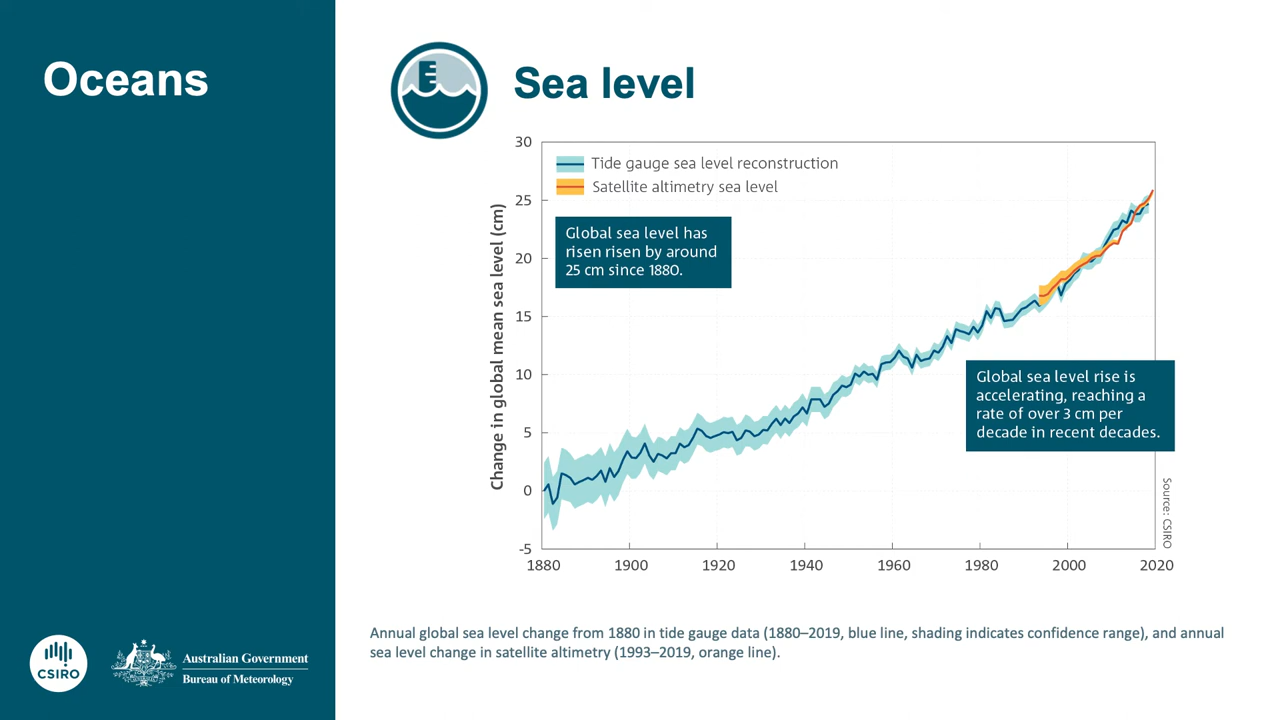 Oceans
Sea level
30
25
20
15
10
5
0
-5
Change in global mean sea level (cm)
Tide gauge sea level reconstruction
Satellite altimetry sea level
Global sea level has
risen risen by around
25 cm since 1880.
Global sea level rise is
accelerating, reaching a
rate of over 3 cm per
decade in recent decades.
Source: CSIRO
1880 1900 1920 1940 1960 1980 2000 2020
Annual global sea level change from 1880 in tide gauge data (1880–2019, blue line, shading indicates confidence range), and annual
sea level change in satellite altimetry (1993–2019, orange line).
CSIRO
Australian Government
Bureau of Meteorology